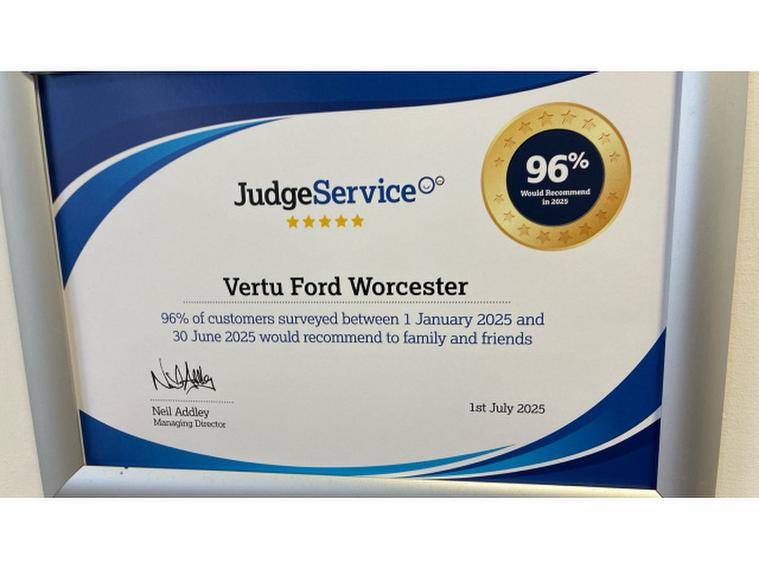 JudgeService
96%
Would Recommend
in 2025
Vertu Ford Worcester
96% of customers surveyed between 1 January 2025 and
30 June 2025 would recommend to family and friends
Neil Addley
Managing Director
1st July 2025